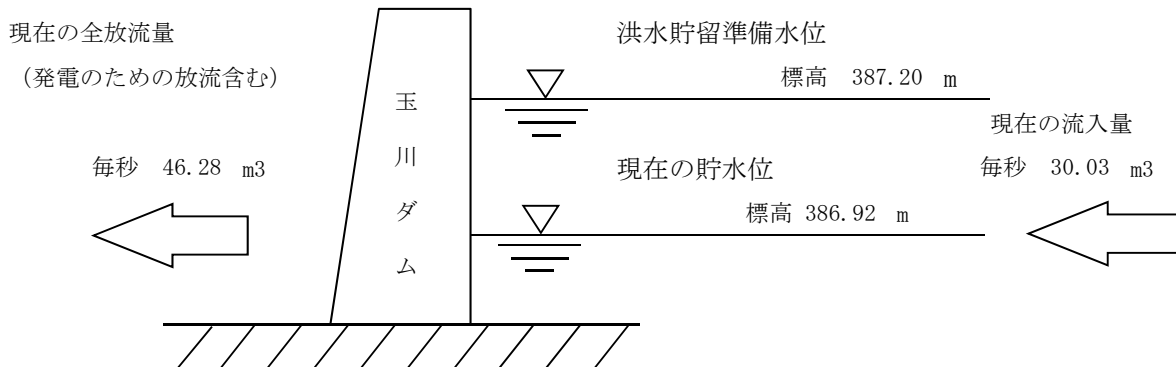 現在の全放流量
（発電のための放流含む）
毎秒 46.28 m3
玉川ダム
洪水貯留準備水位
標高 387.20 m
現在の貯水位
標高 386.92 m
現在の流入量
毎秒 30.03 m3